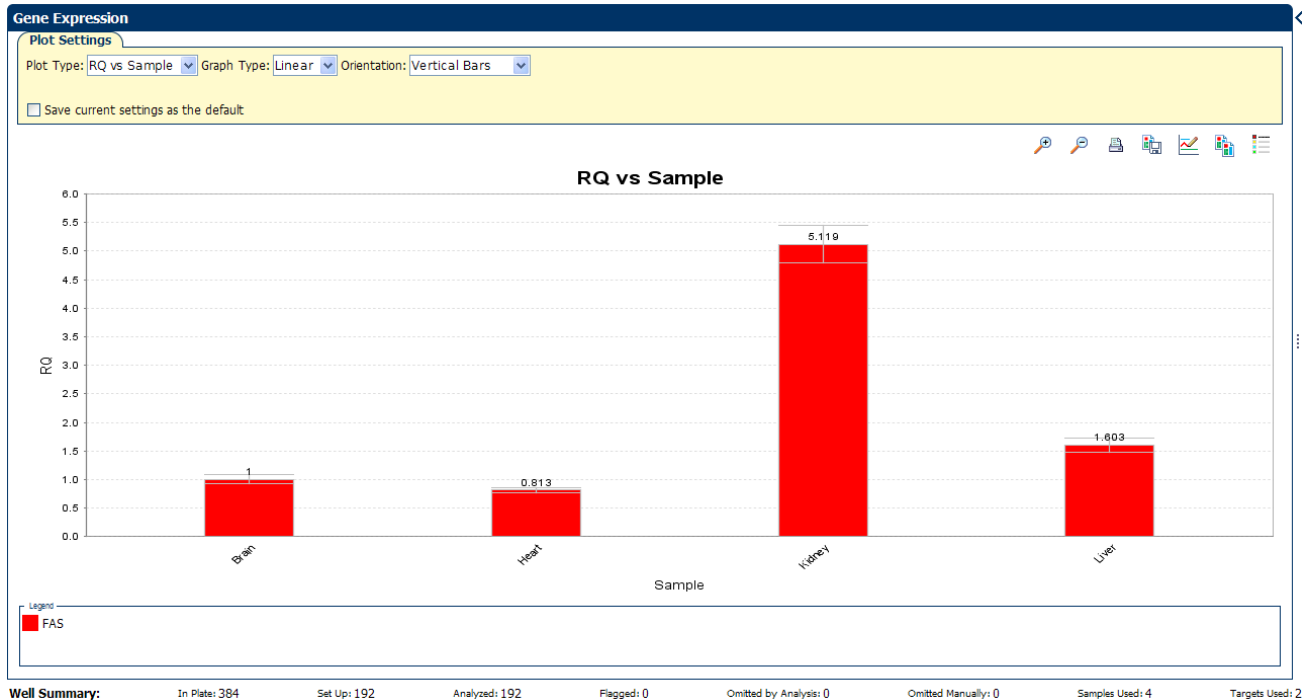 Gene Expression
Plot Settings
Plot Type: RQ vs Sample Graph Type: Linear Orientation: Vertical Bars
Save current settings as the default
RQ vs Sample
6.0
5.5
5.0
4.5
4.0
3.5
3.0
2.5
2.0
1.5
1.0
0.5
0.0
RQ
1
0.813
5.119
1.603
Brain
Heart
Kidney
Liver
Sample
Legend
FAS
Well Summary: In Plate: 384 Set Up: 192 Analyzed: 192 Flagged: 0 Omitted by Analysis: 0 Omitted Manually: 0 Samples Used: 4 Targets Used: 2